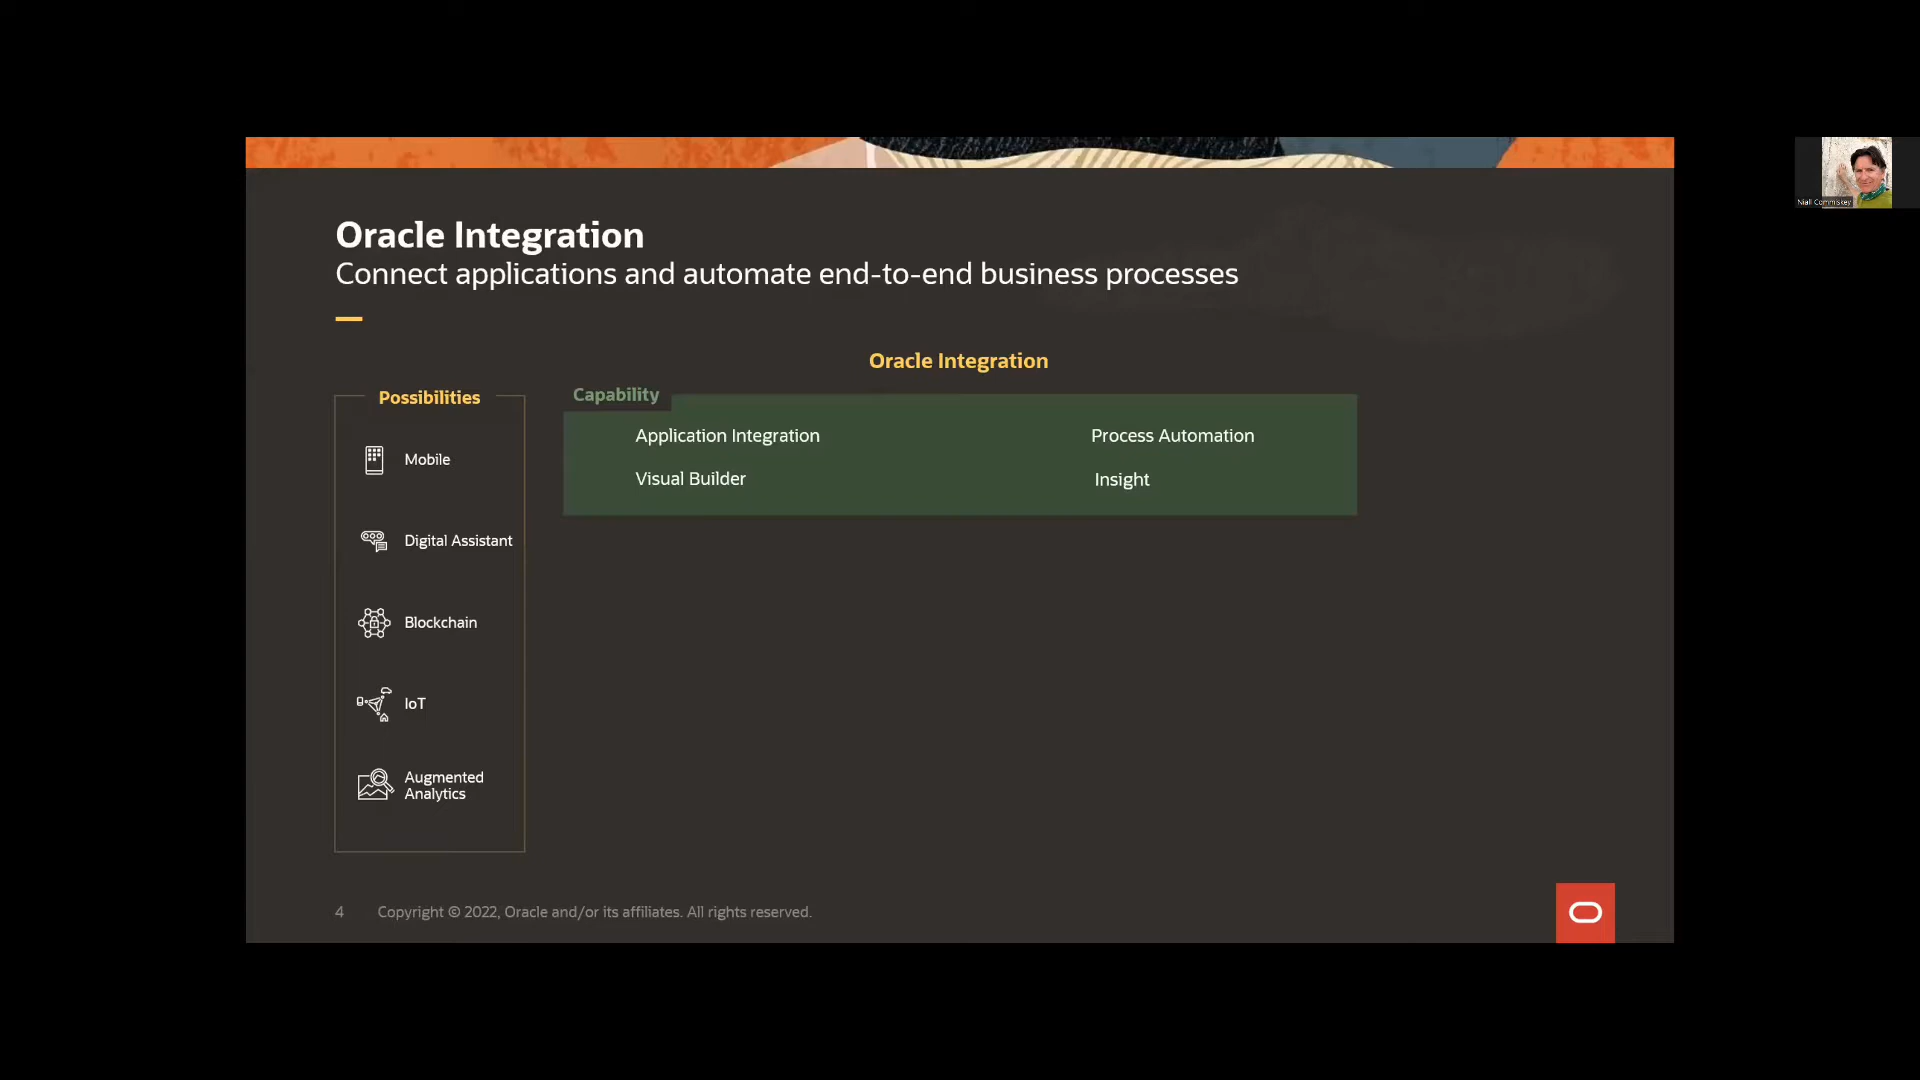 Oracle Integration
Connect applications and automate end-to-end business processes
Oracle Integration
Possibilities
Mobile
Digital Assistant
Blockchain
IoT
Augmented
Analytics
Capability
Application Integration
Process Automation
Visual Builder
Insight
4
Copyright © 2022, Oracle and/or its affiliates. All rights reserved.
Niall Commiskey